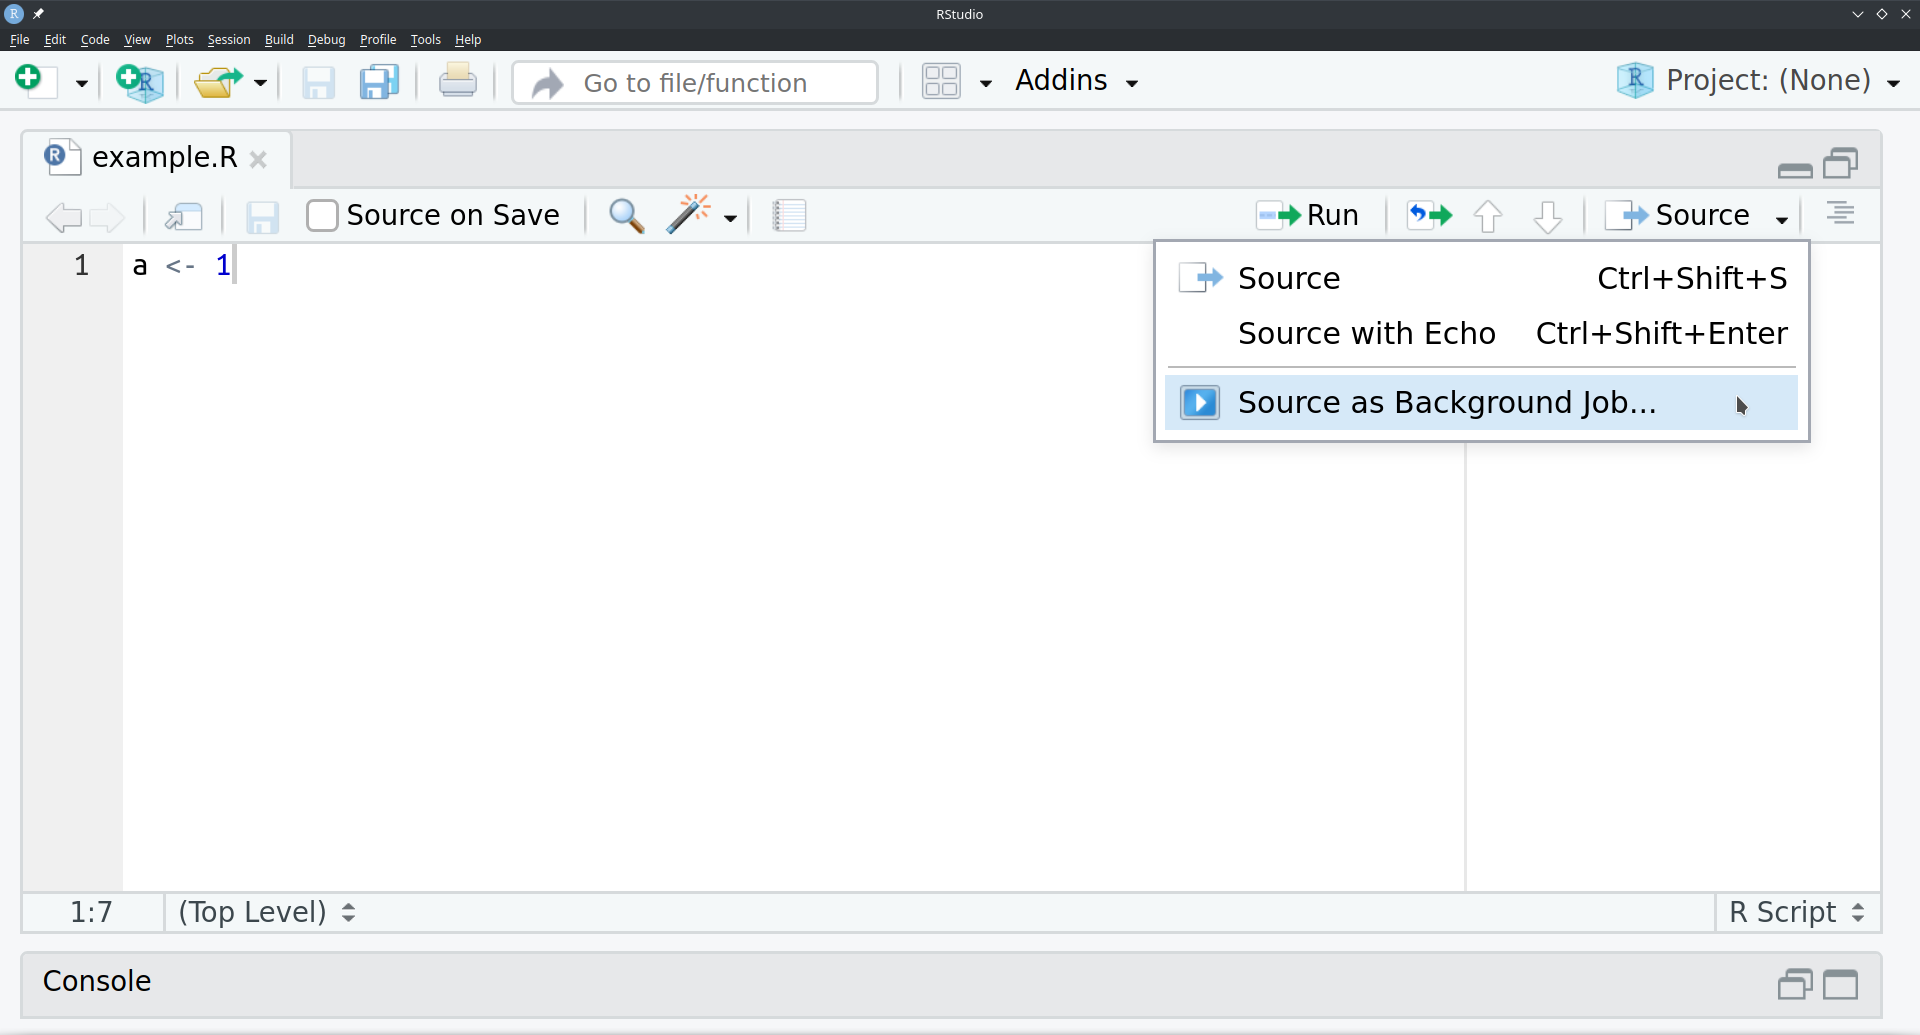 RStudio
File Edit Code View Plots Session Build Debug Profile Tools Help
Go to file/function Addins Project: (None)
example.R
Source on Save Run Source
1 a <- 1
Source Ctrl+Shift+S
Source with Echo Ctrl+Shift+Enter
Source as Background Job...
1:7 (Top Level) R Script
Console